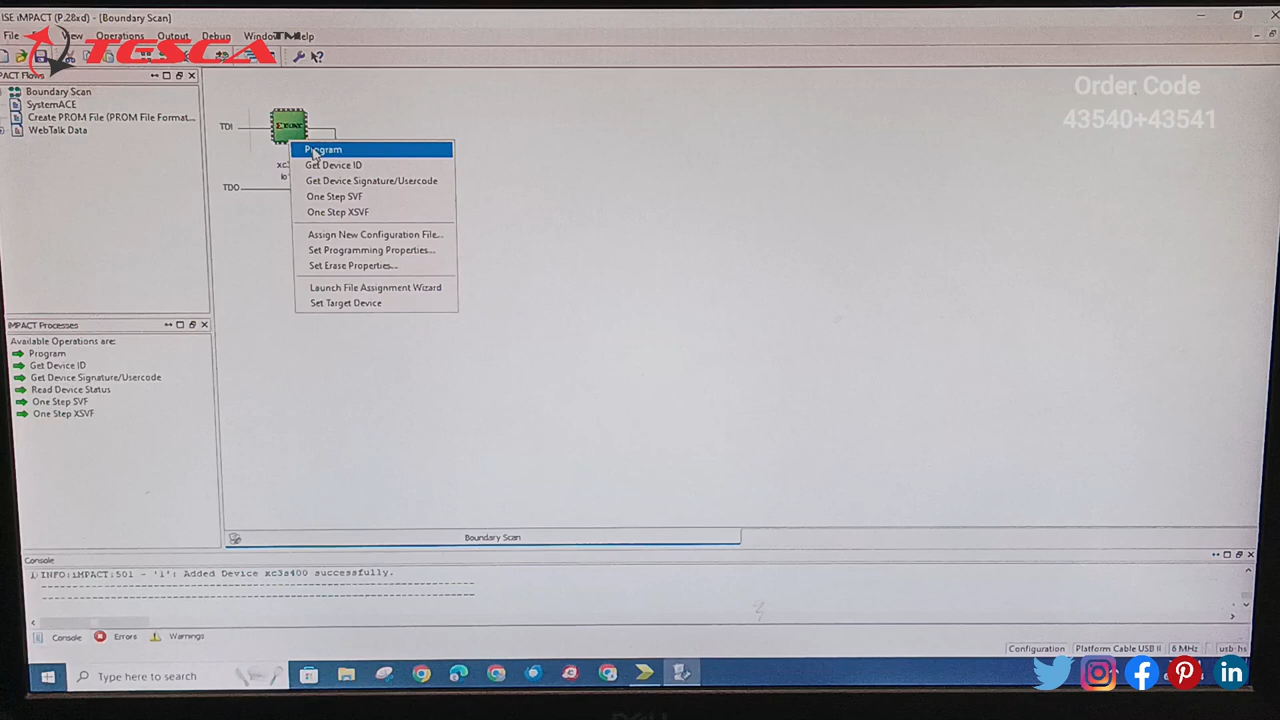 ISE iMPACT (P.28xd) - [Boundary Scan]
File View Operations Output Debug Window Help
TESCA TM
Order Code
43540+43541
iMPACT Flows
Boundary Scan
SystemACE
Create PROM File (PROM File Format...
WebTalk Data
TDI
XILINX
TDO
Program
Get Device ID
Get Device Signature/Usercode
One Step SVF
One Step XSVF
Assign New Configuration File...
Set Programming Properties...
Set Erase Properties...
Launch File Assignment Wizard
Set Target Device
iMPACT Processes
Available Operations are:
Program
Get Device ID
Get Device Signature/Usercode
Read Device Status
One Step SVF
One Step XSVF
Boundary Scan
Console
INFO:iMPACT:501 - '1': Added Device xc3s400 successfully.
Console Errors Warnings
Configuration Platform Cable USB II 6 MHz usb-hs
Type here to search
DELL